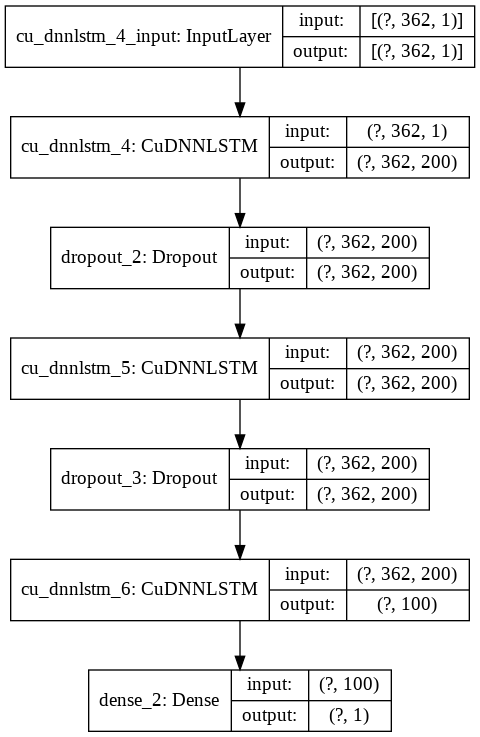 cu_dnnlstm_4_input: InputLayer input: [(?, 362, 1)]
output: [(?, 362, 1)]
cu_dnnlstm_4: CuDNNLSTM input: (?, 362, 1)
output: (?, 362, 200)
dropout_2: Dropout input: (?, 362, 200)
output: (?, 362, 200)
cu_dnnlstm_5: CuDNNLSTM input: (?, 362, 200)
output: (?, 362, 200)
dropout_3: Dropout input: (?, 362, 200)
output: (?, 362, 200)
cu_dnnlstm_6: CuDNNLSTM input: (?, 362, 200)
output: (?, 100)
dense_2: Dense input: (?, 100)
output: (?, 1)